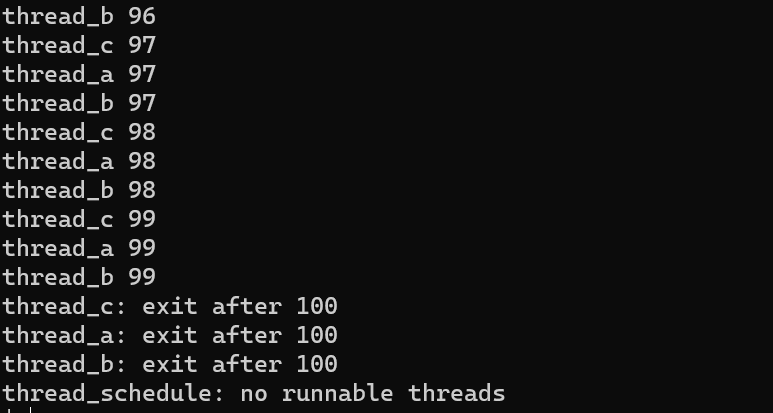 thread_b 96
thread_c 97
thread_a 97
thread_b 97
thread_c 98
thread_a 98
thread_b 98
thread_c 99
thread_a 99
thread_b 99
thread_c: exit after 100
thread_a: exit after 100
thread_b: exit after 100
thread_schedule: no runnable threads